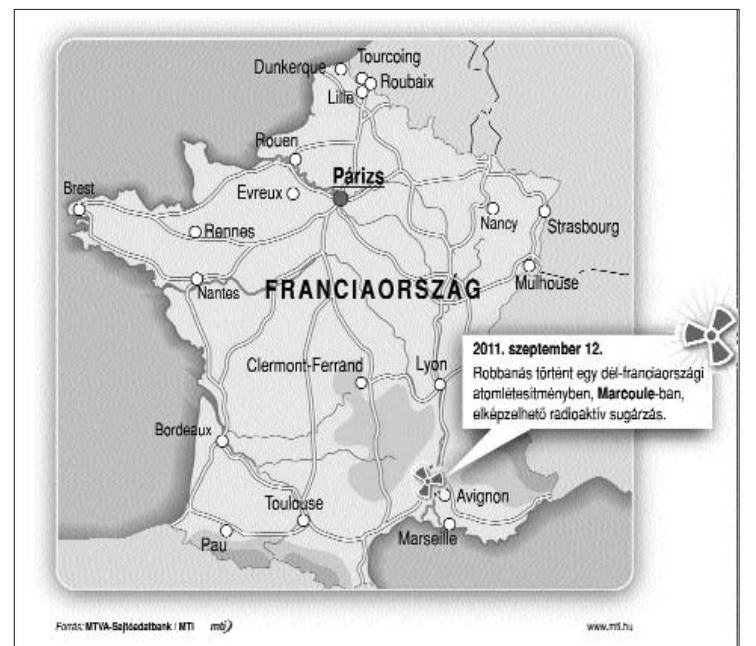 Tourcoing
Dunkerque
Roubaix
Lille
Rouen
Párizs
Brest
Evreux
Nancy
Strasbourg
Rennes
Nantes
FRANCIAORSZÁG
Mulhouse
2011. szeptember 12.
Robbanás történt egy dél-franciaországi
atomlétesítményben, Marcoule-ban,
elképzelhető radioaktív sugárzás.
Clermont-Ferrand
Lyon
Bordeaux
Avignon
Toulouse
Marseille
Pau
Forrás: MTVA-Sajtóadatbank / MTI mti www.mti.hu